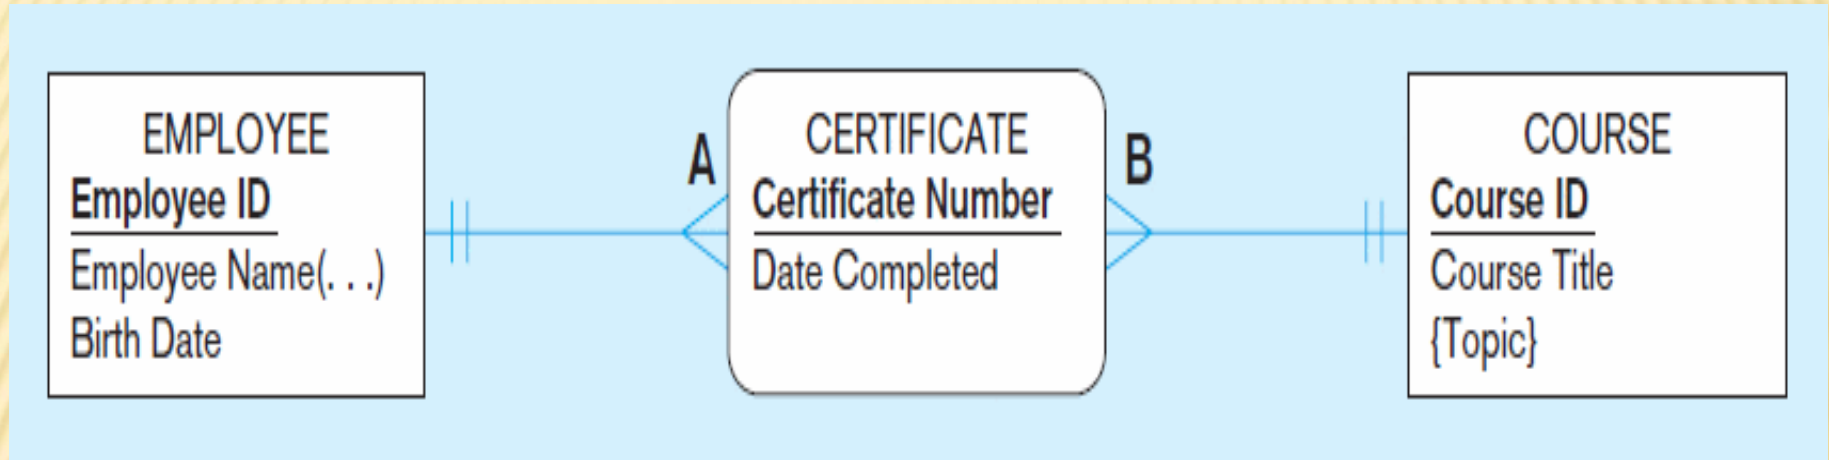 EMPLOYEE
Employee ID
Employee Name(. . .)
Birth Date
A
CERTIFICATE
Certificate Number
Date Completed
B
COURSE
Course ID
Course Title
{Topic}